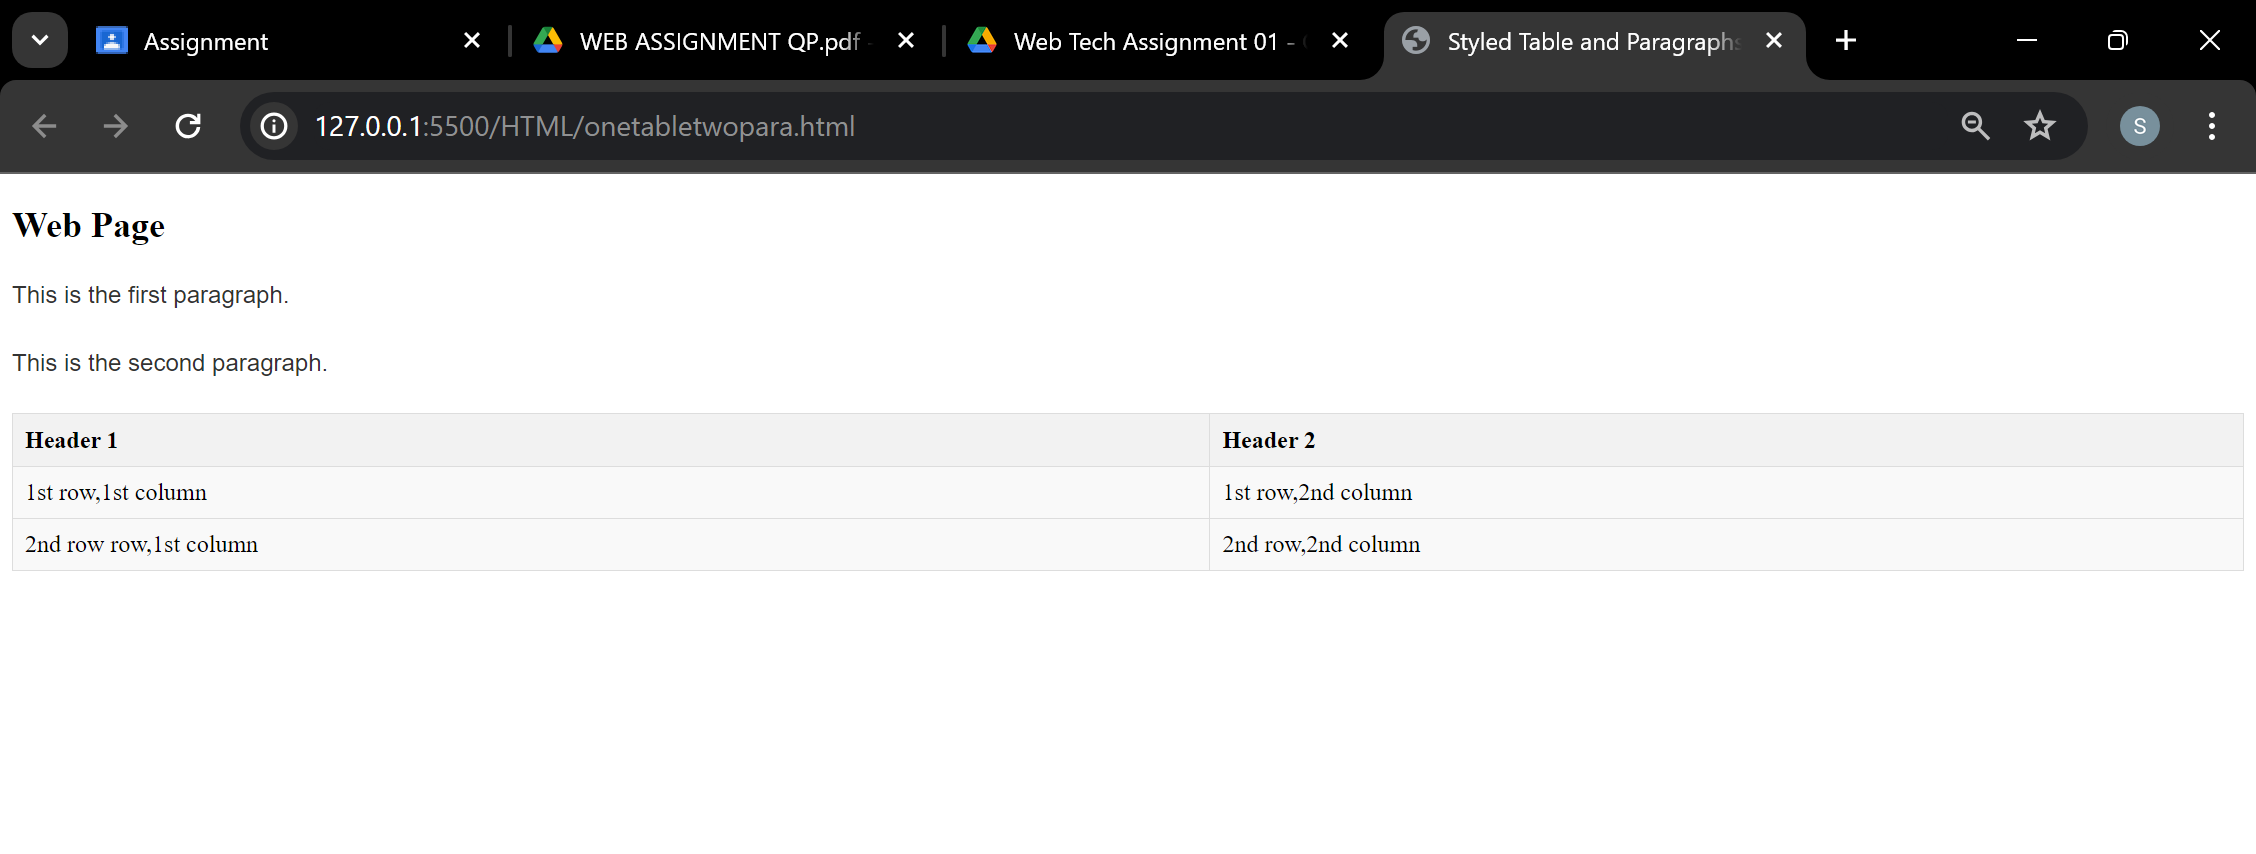 Assignment
WEB ASSIGNMENT QP.pdf -
Web Tech Assignment 01 -
Styled Table and Paragraphs
127.0.0.1:5500/HTML/onetabletwopara.html
S
Web Page
This is the first paragraph.
This is the second paragraph.
Header 1 Header 2
1st row,1st column 1st row,2nd column
2nd row row,1st column 2nd row,2nd column